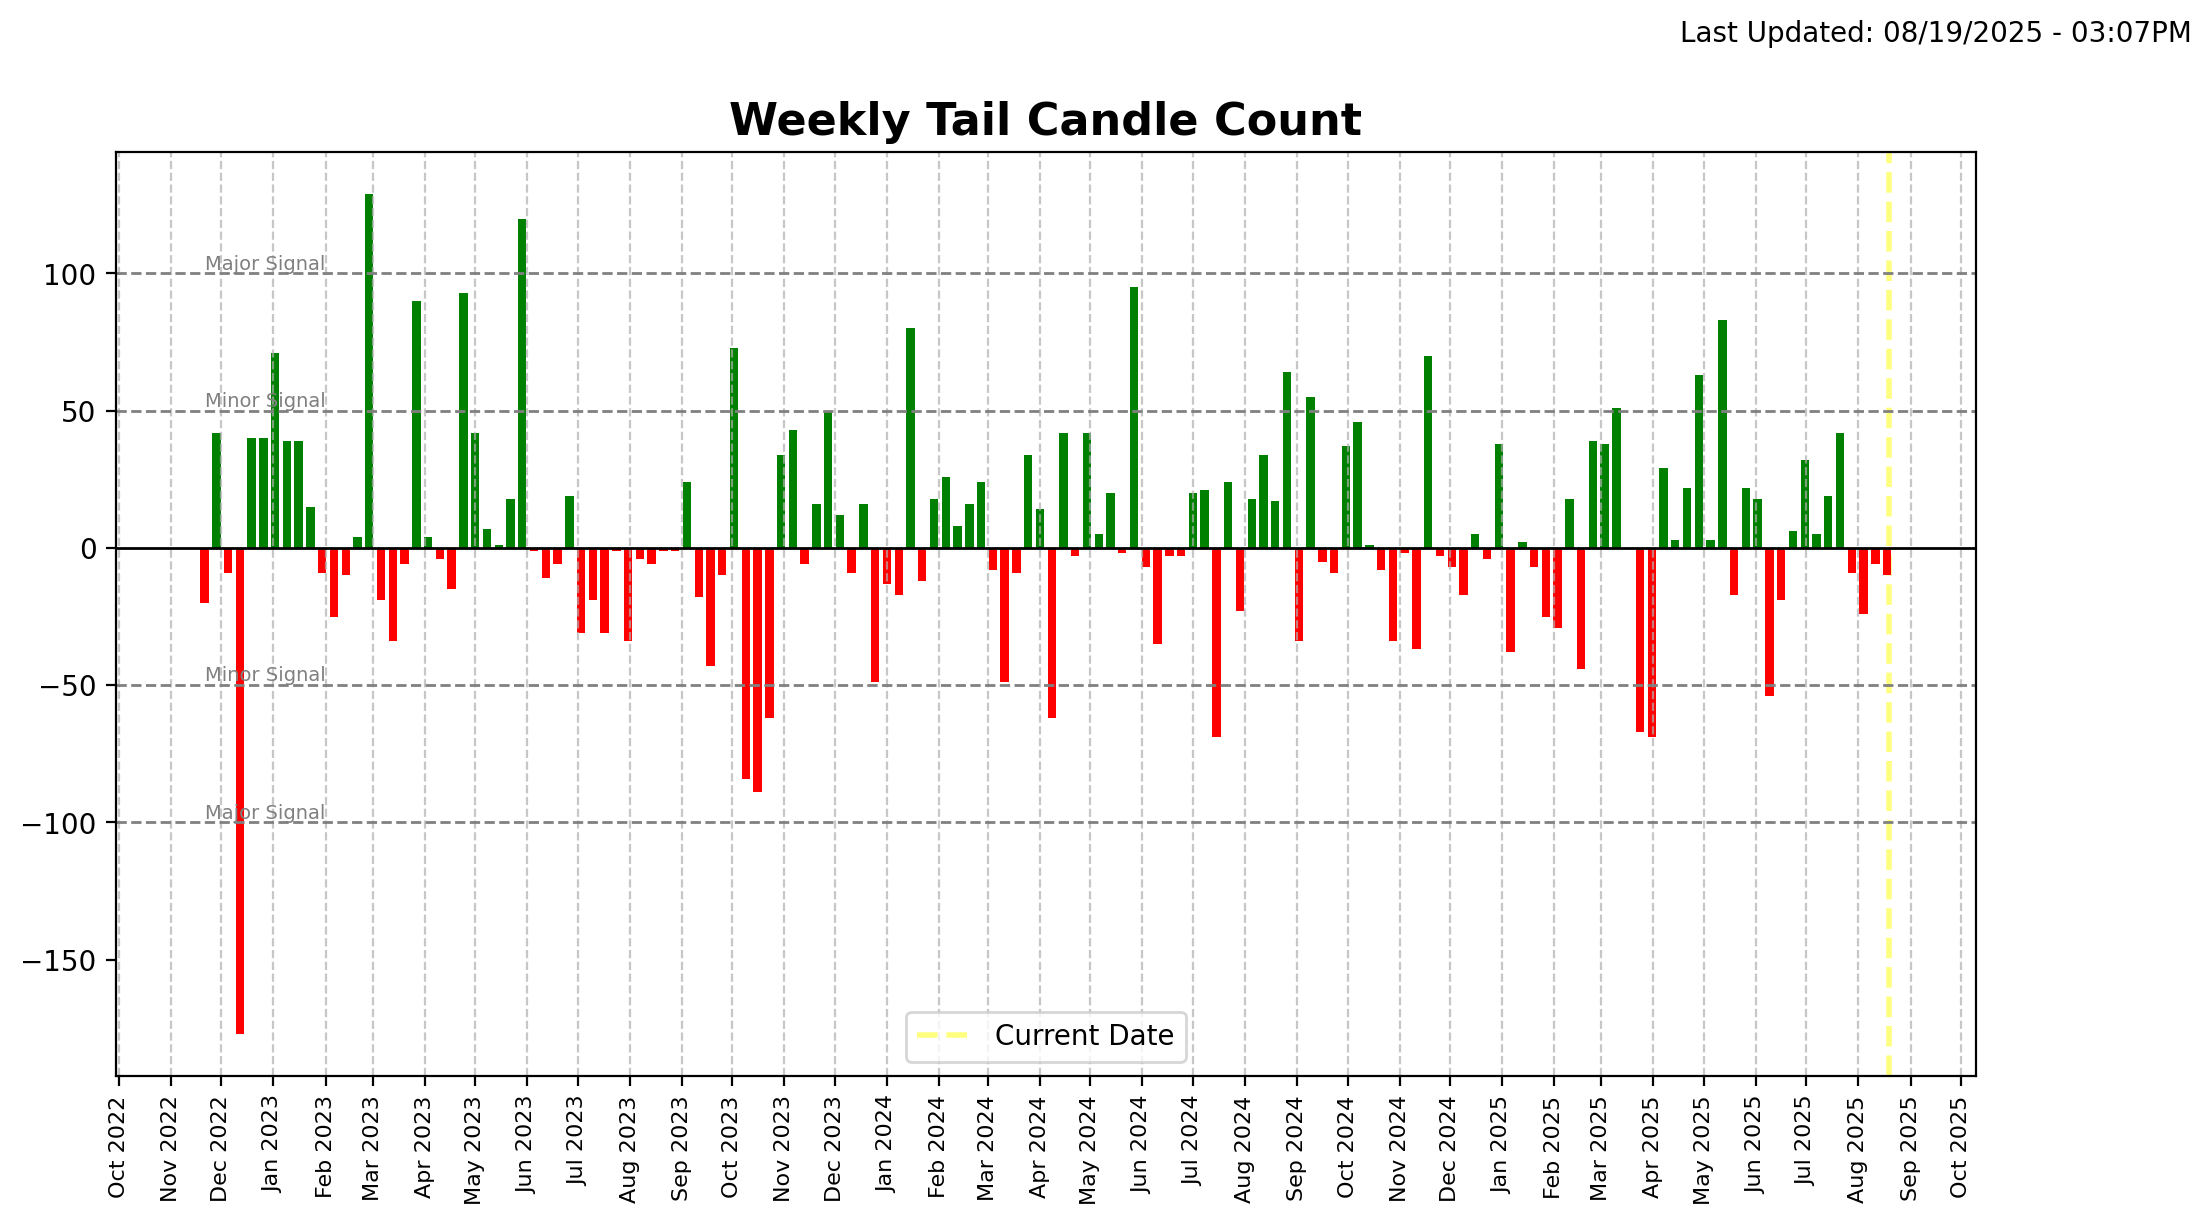 Last Updated: 08/19/2025 - 03:07PM
Weekly Tail Candle Count
Major Signal
100
Minor Signal
50
0
Minor Signal
−50
Major Signal
−100
−150
Current Date
Oct 2022
Nov 2022
Dec 2022
Jan 2023
Feb 2023
Mar 2023
Apr 2023
May 2023
Jun 2023
Jul 2023
Aug 2023
Sep 2023
Oct 2023
Nov 2023
Dec 2023
Jan 2024
Feb 2024
Mar 2024
Apr 2024
May 2024
Jun 2024
Jul 2024
Aug 2024
Sep 2024
Oct 2024
Nov 2024
Dec 2024
Jan 2025
Feb 2025
Mar 2025
Apr 2025
May 2025
Jun 2025
Jul 2025
Aug 2025
Sep 2025
Oct 2025